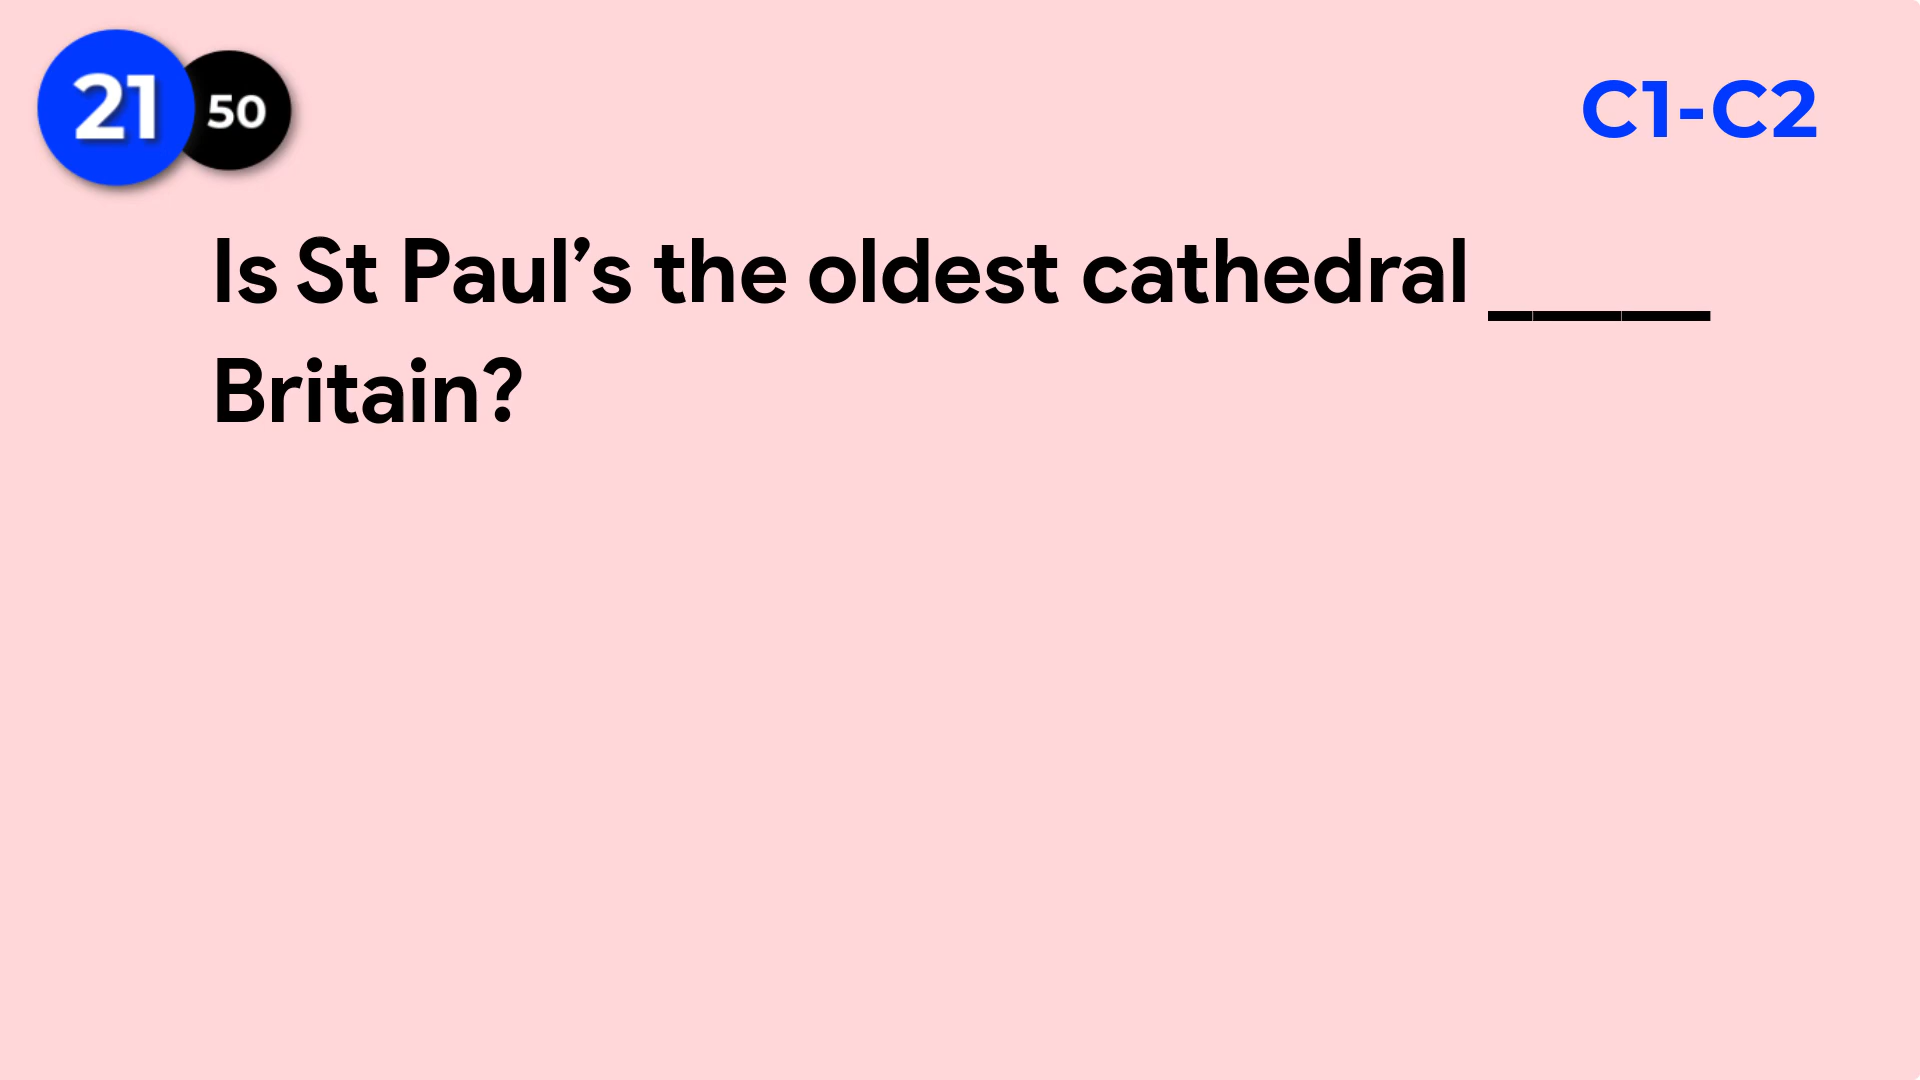 21 50
C1-C2
Is St Paul’s the oldest cathedral _____
Britain?